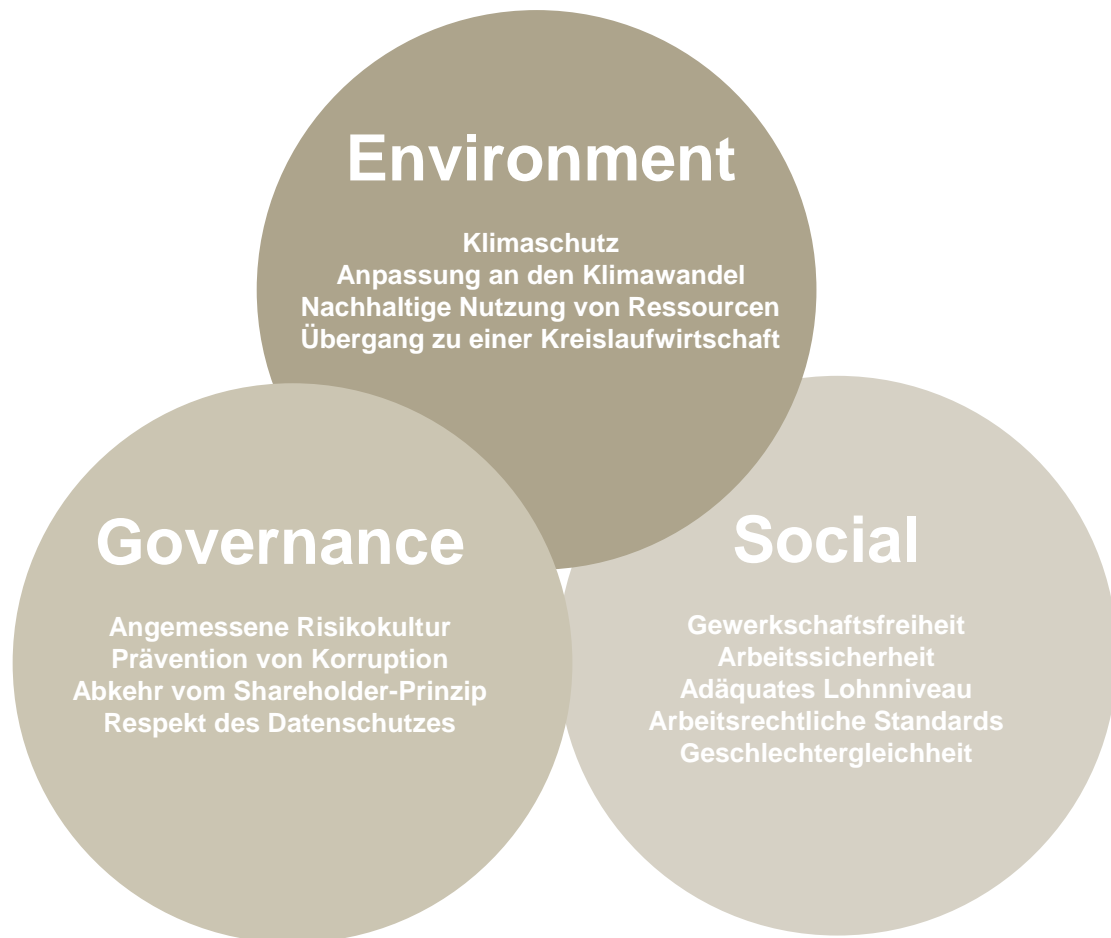 Environment
Klimaschutz
Anpassung an den Klimawandel
Nachhaltige Nutzung von Ressourcen
Übergang zu einer Kreislaufwirtschaft
Governance
Angemessene Risikokultur
Prävention von Korruption
Abkehr vom Shareholder-Prinzip
Respekt des Datenschutzes
Social
Gewerkschaftsfreiheit
Arbeitssicherheit
Adäquates Lohnniveau
Arbeitsrechtliche Standards
Geschlechtergleichheit